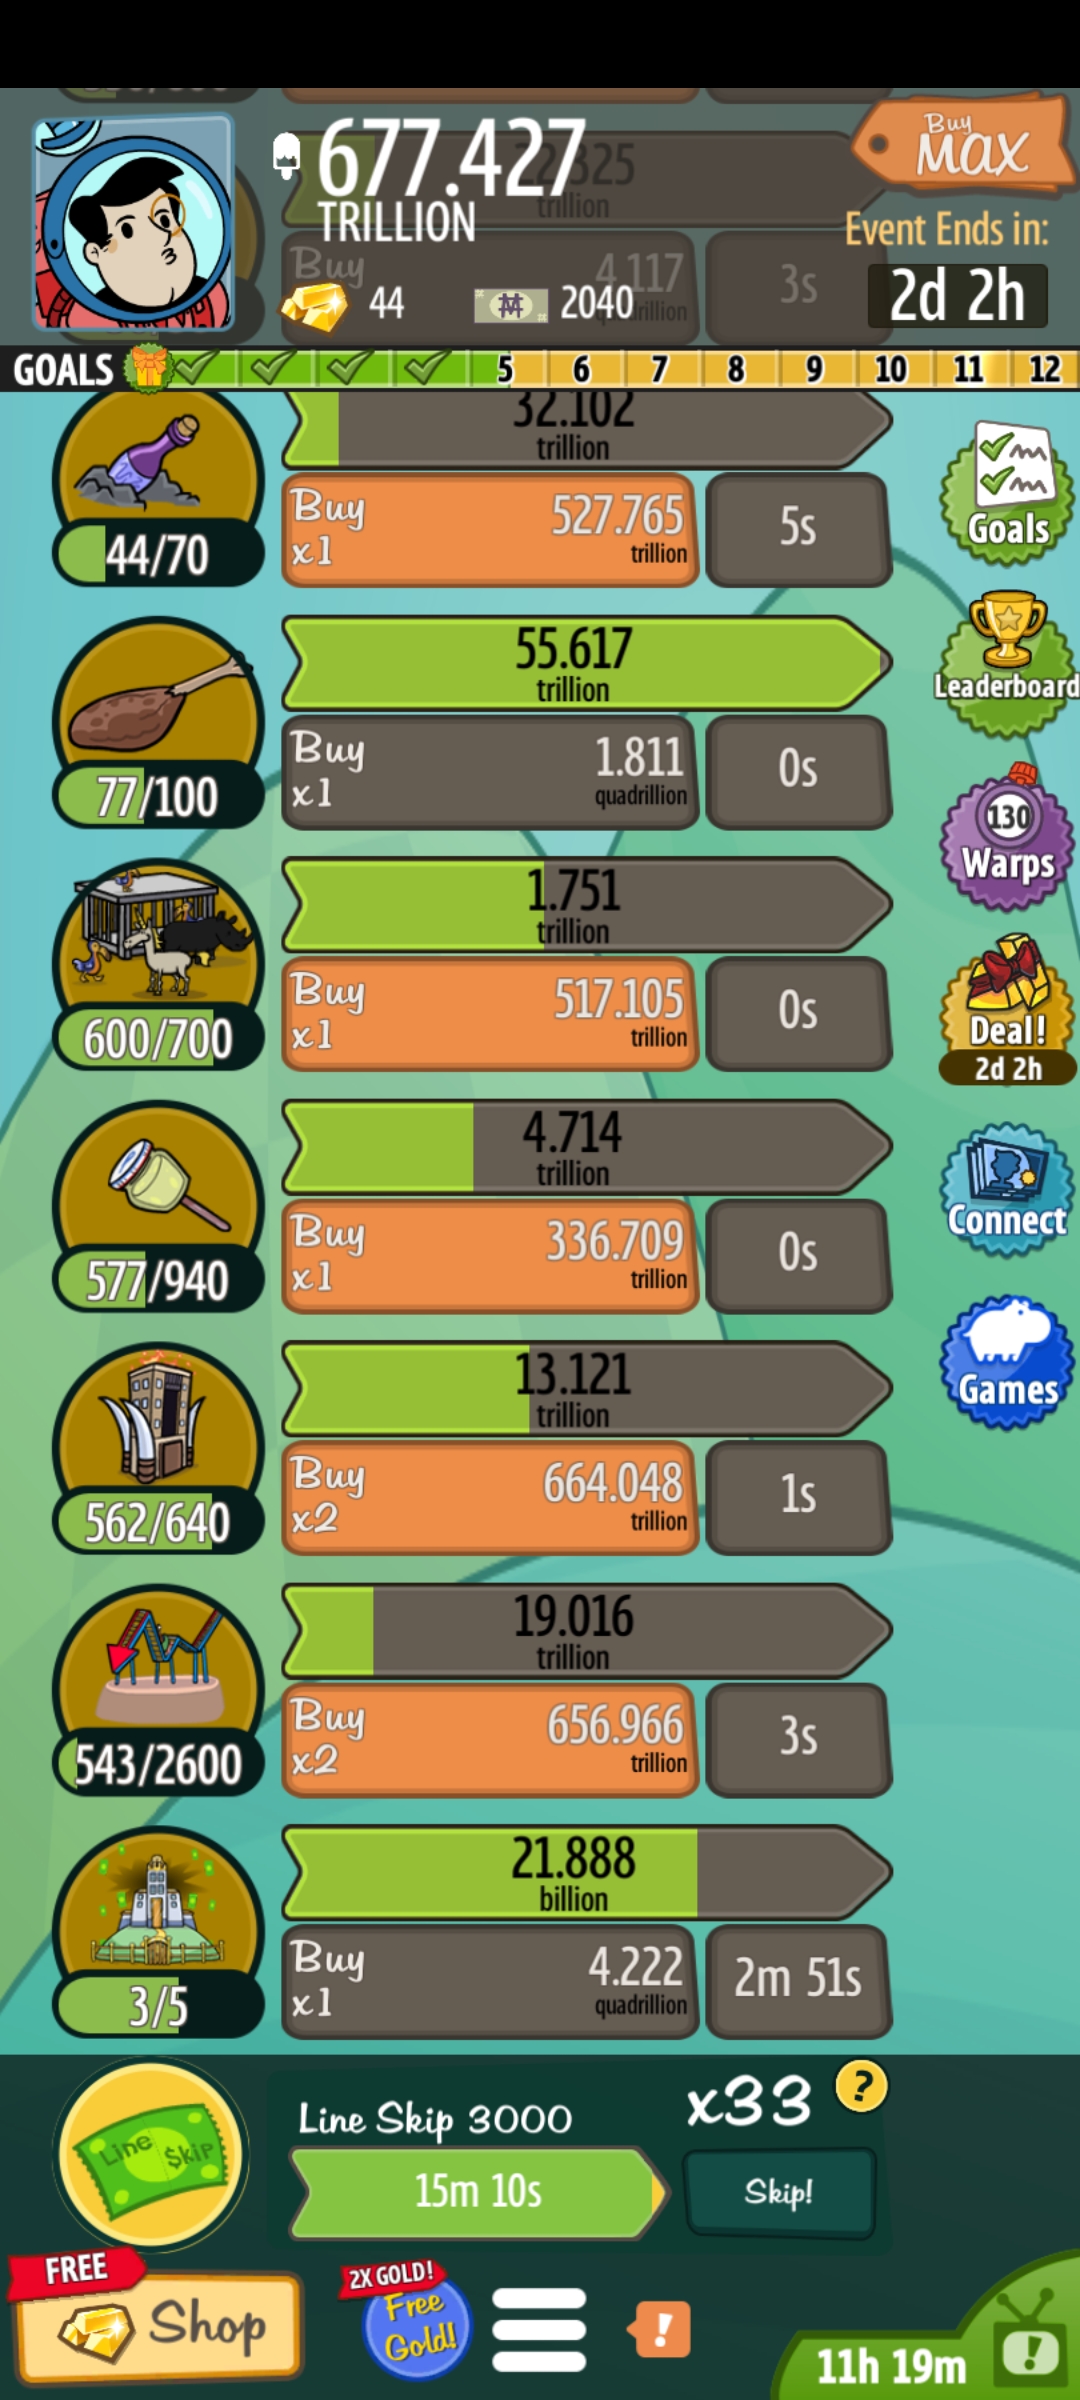 677.427
TRILLION
Buy
MAX
Event Ends in:
2d 2h
44
2040
trillion
Buy
4.117
3s
GOALS
5
6
7
8
9
10
11
12
32.102
trillion
Buy
x1
527.765
trillion
5s
44/70
Goals
55.617
trillion
Leaderboard
Buy
x1
1.811
quadrillion
0s
77/100
130
Warps
1.751
trillion
Buy
x1
517.105
trillion
0s
600/700
Deal!
2d 2h
4.714
trillion
Buy
x1
336.709
trillion
0s
577/940
Connect
13.121
trillion
Games
Buy
x2
664.048
trillion
1s
562/640
19.016
trillion
Buy
x2
656.966
trillion
3s
543/2600
21.888
billion
Buy
x1
4.222
quadrillion
2m 51s
3/5
Line $kip
Line Skip 3000
x33
?
15m 10s
Skip!
FREE
Shop
2X GOLD!
Free
Gold!
!
11h 19m
!